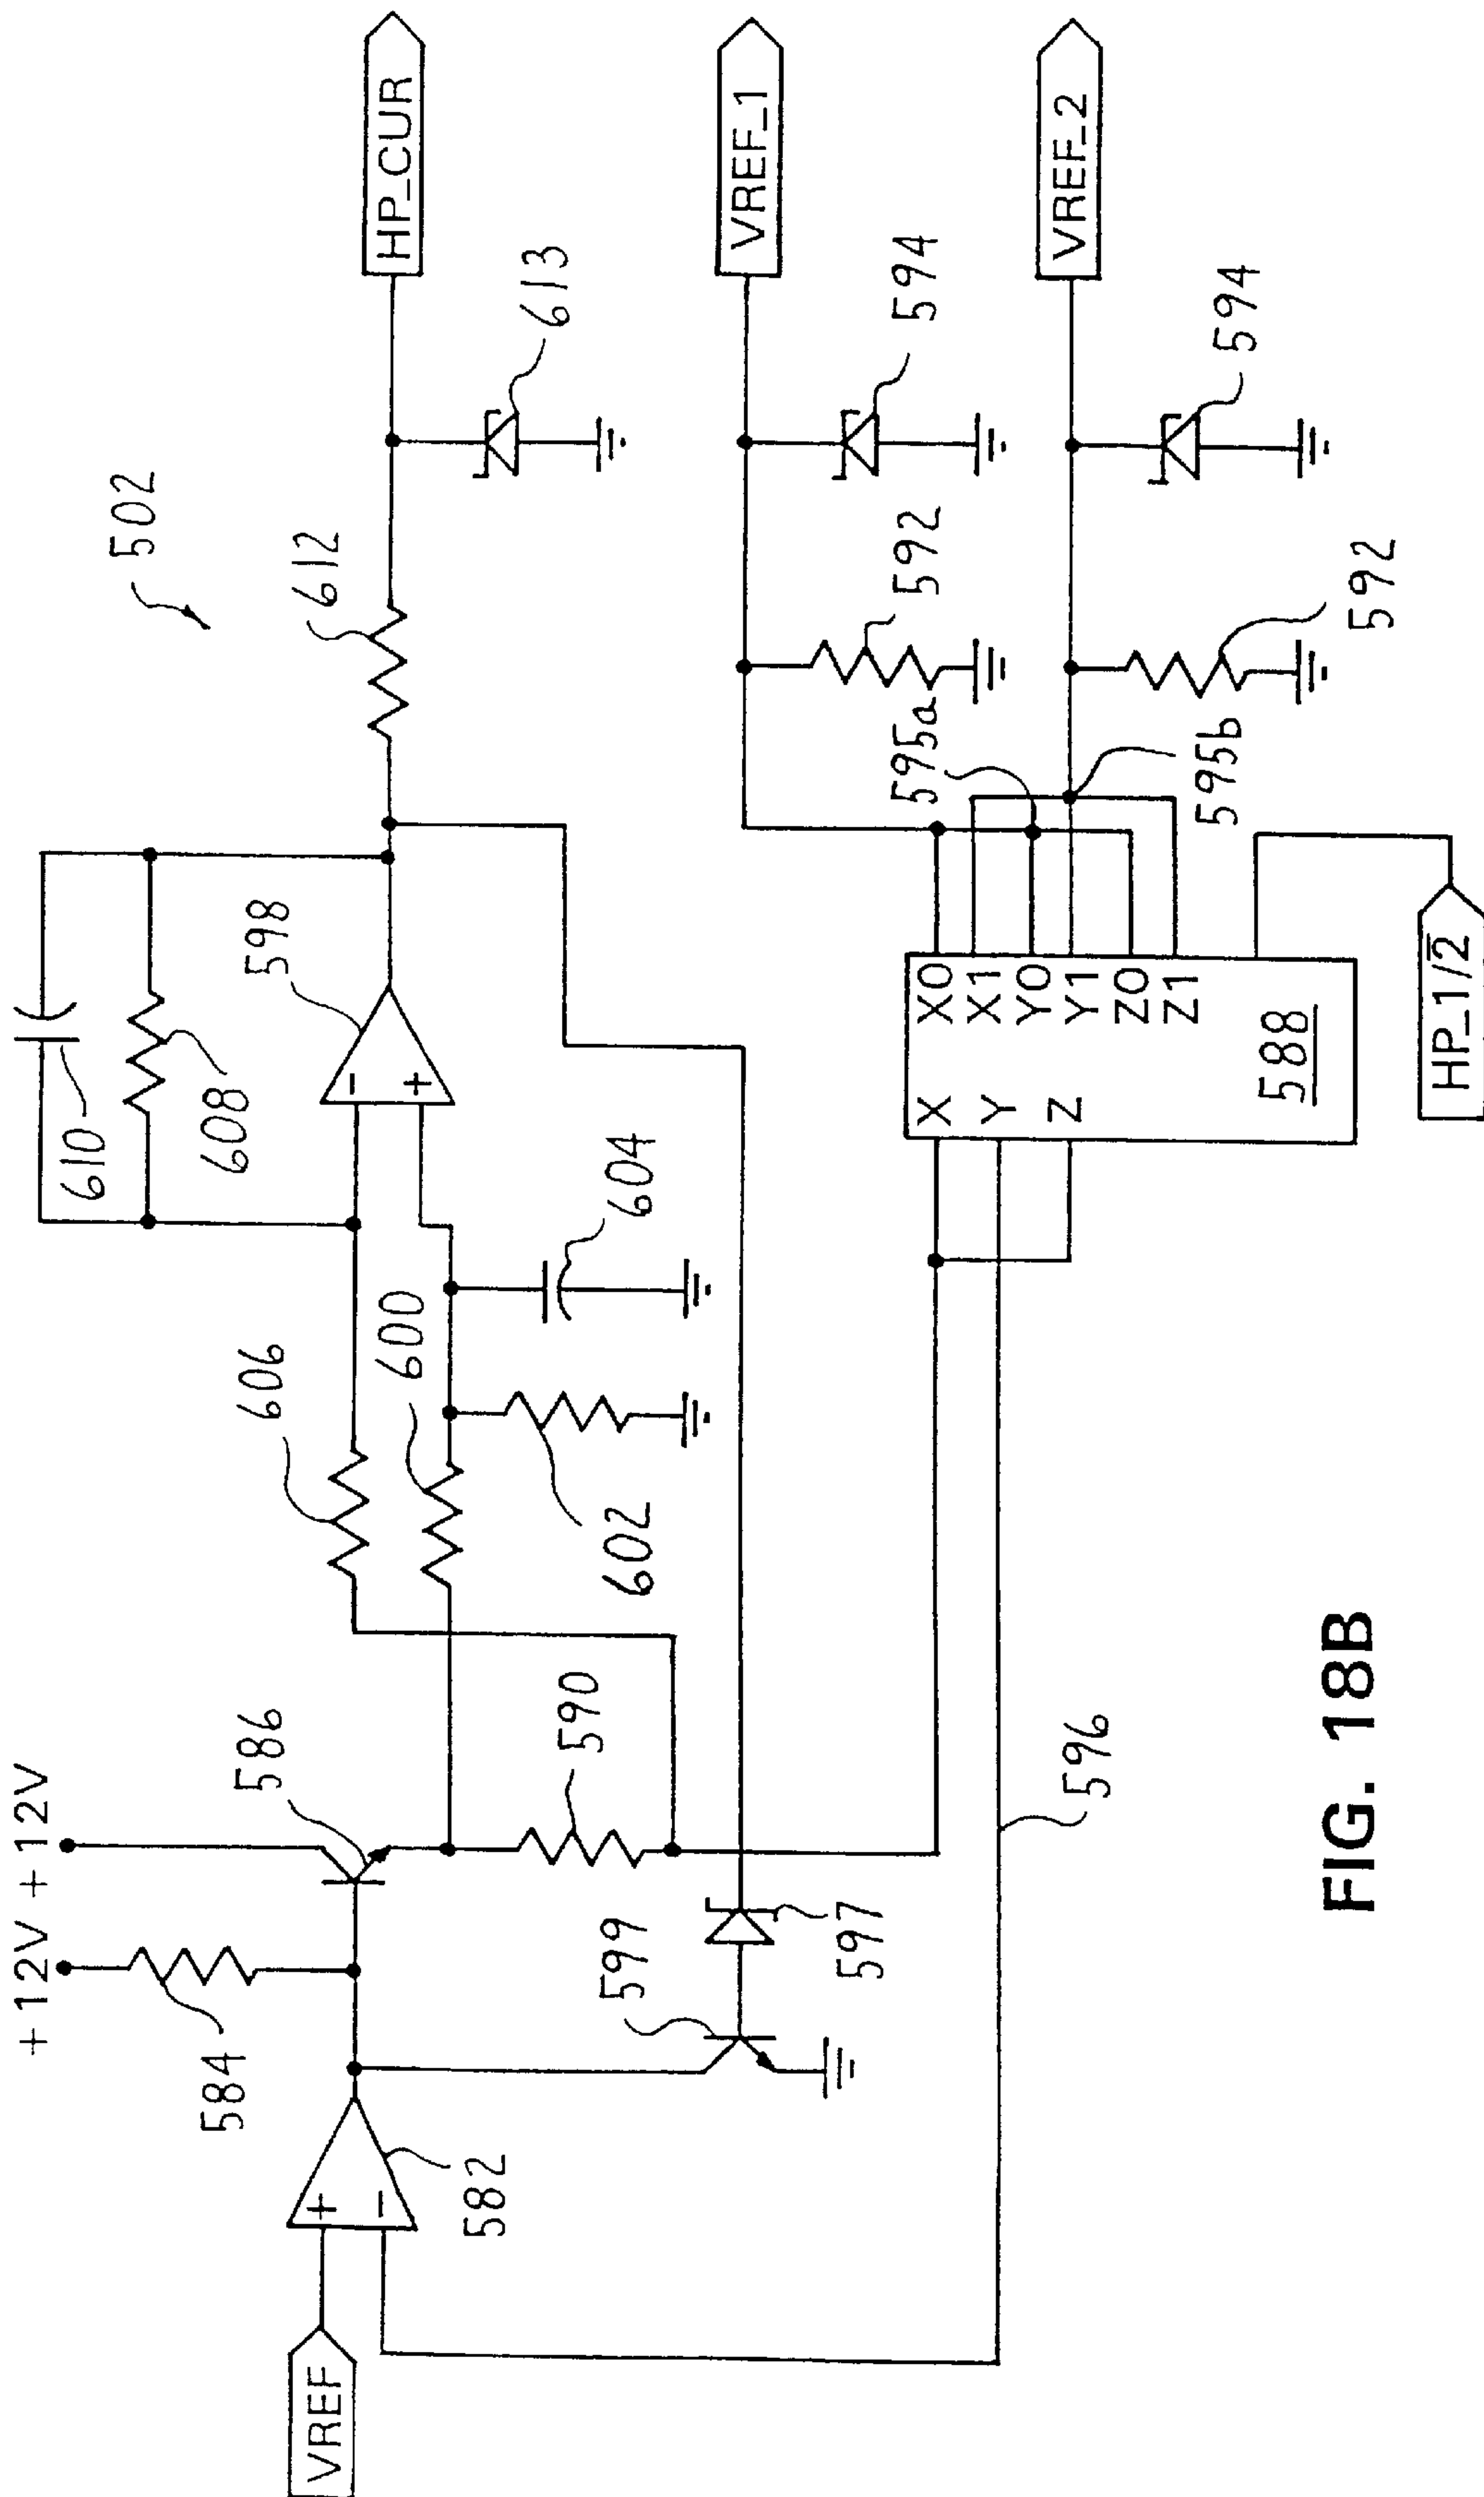 502
+12V +12V
584
586
582
VREF
590
599
597
596
606
600
602
604
610
608
598
612
613
HP_CUR
VREF_1
594
592
595a
VREF_2
594
592
595b
X
Y
Z
X0
X1
Y0
Y1
Z0
Z1
588
HP_1/2̅
FIG. 18B